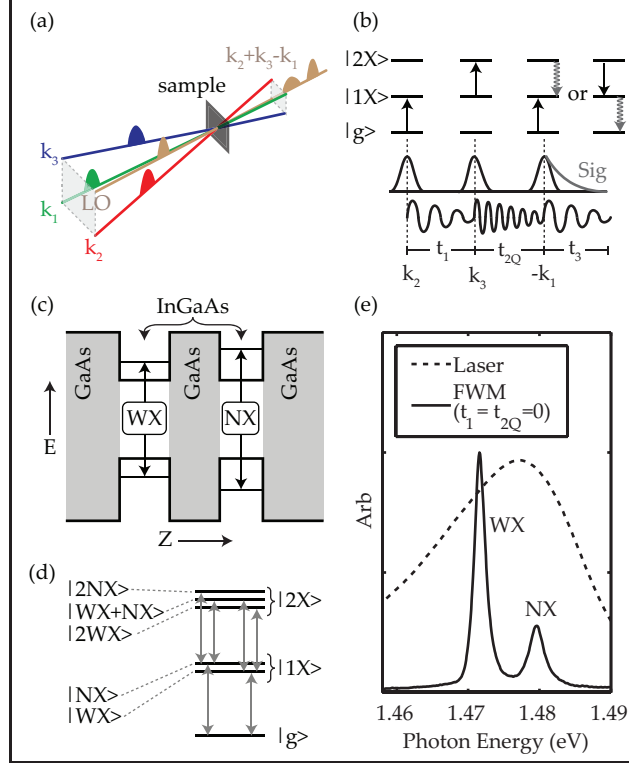 (a)
k₂+k₃-k₁
sample
k₃
LO
k₁
k₂
(b)
|2X>
|1X>
or
|g>
Sig
t₁
t₂Q
t₃
k₂
k₃
-k₁
(c)
InGaAs
GaAs
GaAs
GaAs
WX
NX
E
Z
(d)
|2NX>
|WX+NX>
|2WX>
|2X>
|NX>
|WX>
|1X>
|g>
(e)
Laser
FWM
(t₁ = t₂Q=0)
WX
NX
Arb
1.46 1.47 1.48 1.49
Photon Energy (eV)